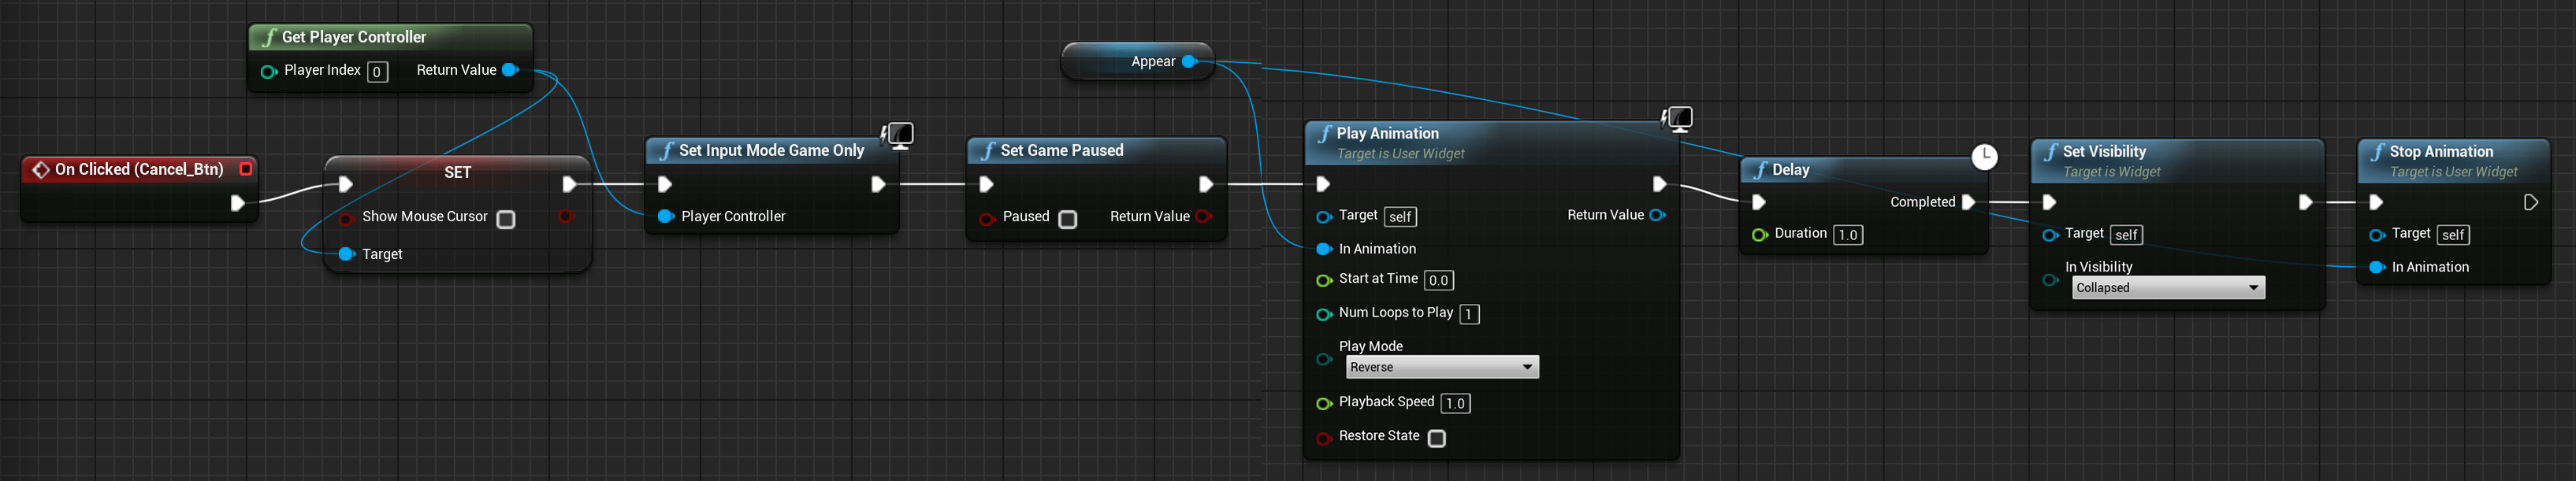 Get Player Controller
Player Index 0 Return Value
On Clicked (Cancel_Btn)
SET
Show Mouse Cursor
Target
Set Input Mode Game Only
Player Controller
Set Game Paused
Paused Return Value
Appear
Play Animation
Target is User Widget
Target self Return Value
In Animation
Start at Time 0.0
Num Loops to Play 1
Play Mode
Reverse
Playback Speed 1.0
Restore State
Delay
Completed
Duration 1.0
Set Visibility
Target is Widget
Target self
In Visibility
Collapsed
Stop Animation
Target is User Widget
Target self
In Animation